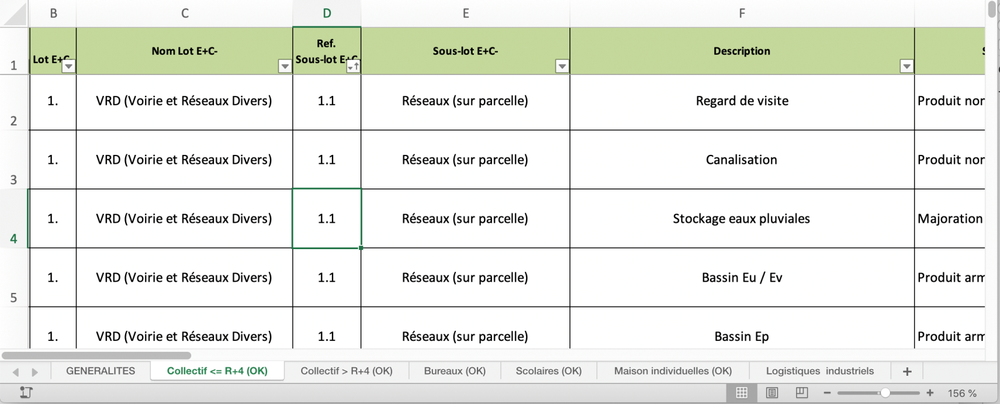 B C D E F
1 Lot E+C- Nom Lot E+C- Ref. Sous-lot E+C- Sous-lot E+C- Description
2 1. VRD (Voirie et Réseaux Divers) 1.1 Réseaux (sur parcelle) Regard de visite Produit
3 1. VRD (Voirie et Réseaux Divers) 1.1 Réseaux (sur parcelle) Canalisation Produit
4 1. VRD (Voirie et Réseaux Divers) 1.1 Réseaux (sur parcelle) Stockage eaux pluviales Majoration
5 1. VRD (Voirie et Réseaux Divers) 1.1 Réseaux (sur parcelle) Bassin Eu / Ev Produit
1. VRD (Voirie et Réseaux Divers) 1.1 Réseaux (sur parcelle) Bassin Ep Produit
GENERALITES Collectif <= R+4 (OK) Collectif > R+4 (OK) Bureaux (OK) Scolaires (OK) Maison individuelles (OK) Logistiques industriels +
− + 156 %